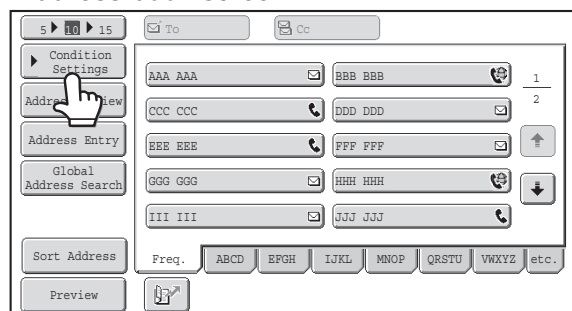 5 10 15
To
Cc
Condition
Settings
Address Entry
Global
Address Search
Sort Address
Preview
AAA AAA
BBB BBB
CCC CCC
DDD DDD
EEE EEE
FFF FFF
GGG GGG
HHH HHH
III III
JJJ JJJ
1
2
Freq.
ABCD
EFGH
IJKL
MNOP
QRSTU
VWXYZ
etc.